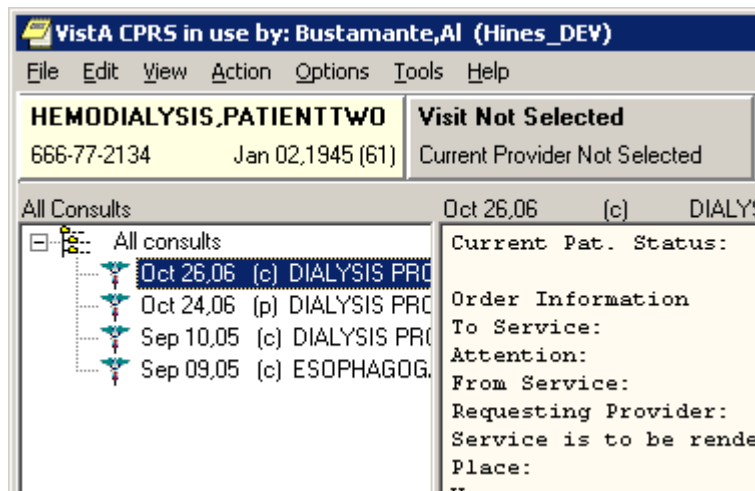 VistA CPRS in use by: Bustamante,Al (Hines_DEV)
File Edit View Action Options Tools Help
HEMODIALYSIS,PATIENTTWO
666-77-2134 Jan 02,1945 (61)
Visit Not Selected
Current Provider Not Selected
All Consults
All consults
Oct 26,06 (c) DIALYSIS PRO
Oct 24,06 (p) DIALYSIS PRO
Sep 10,05 (c) DIALYSIS PRO
Sep 09,05 (c) ESOPHAGOG
Oct 26,06 (c) DIALYS
Current Pat. Status:
Order Information
To Service:
Attention:
From Service:
Requesting Provider:
Service is to be rende
Place: